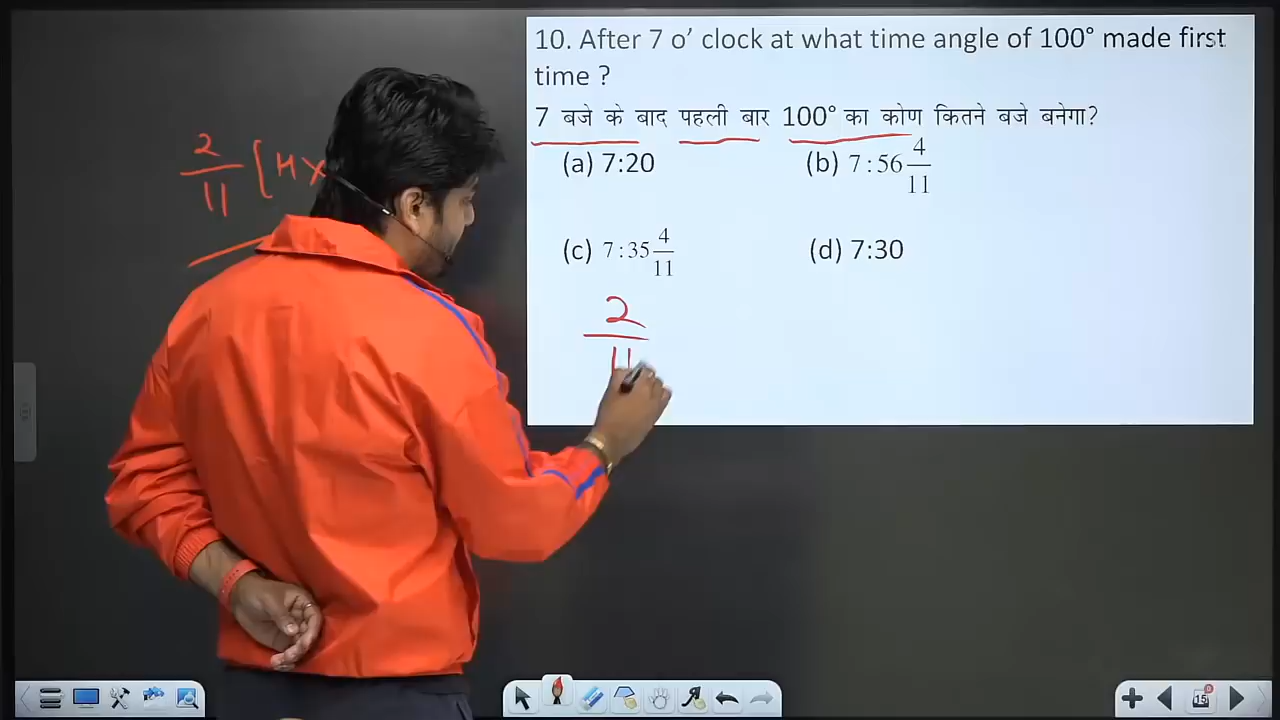 10. After 7 o' clock at what time angle of 100° made first
time ?
7 बजे के बाद पहली बार 100° का कोण कितने बजे बनेगा?
(a) 7:20 (b) 7:56 4/11
(c) 7:35 4/11 (d) 7:30
2/11
2/11 [H X
15